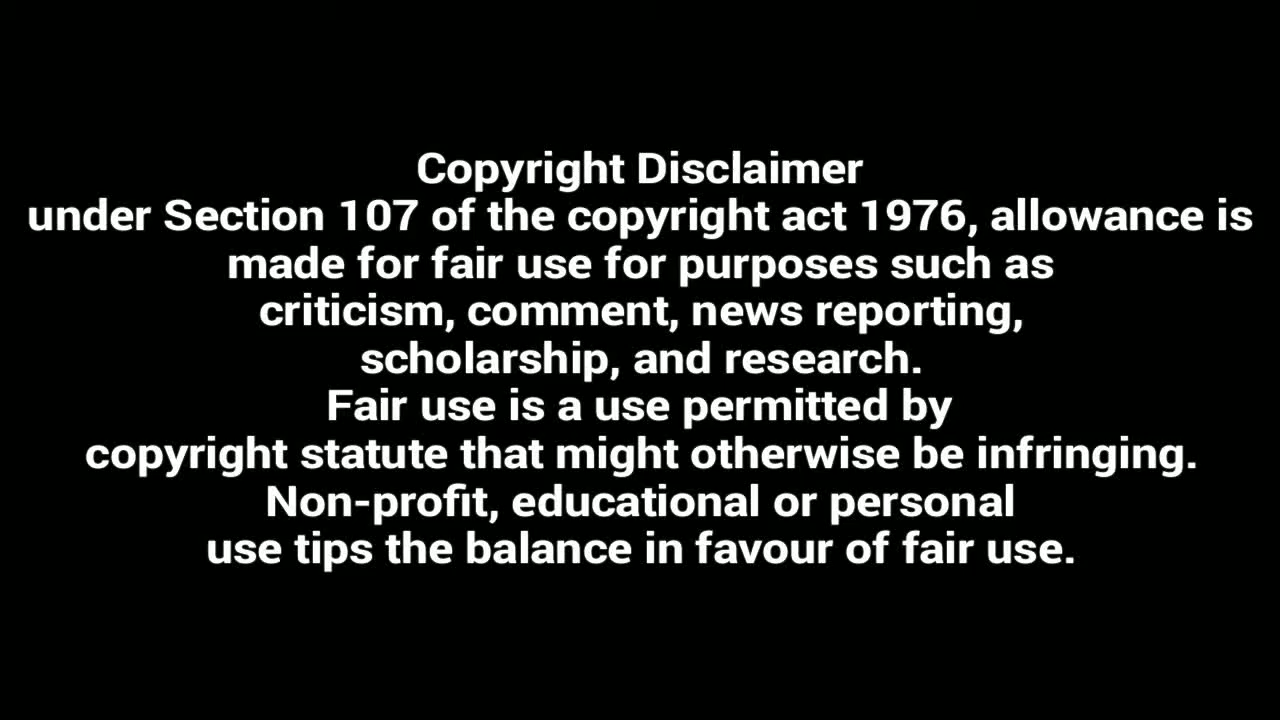 Copyright Disclaimer
under Section 107 of the copyright act 1976, allowance is
made for fair use for purposes such as
criticism, comment, news reporting,
scholarship, and research.
Fair use is a use permitted by
copyright statute that might otherwise be infringing.
Non-profit, educational or personal
use tips the balance in favour of fair use.